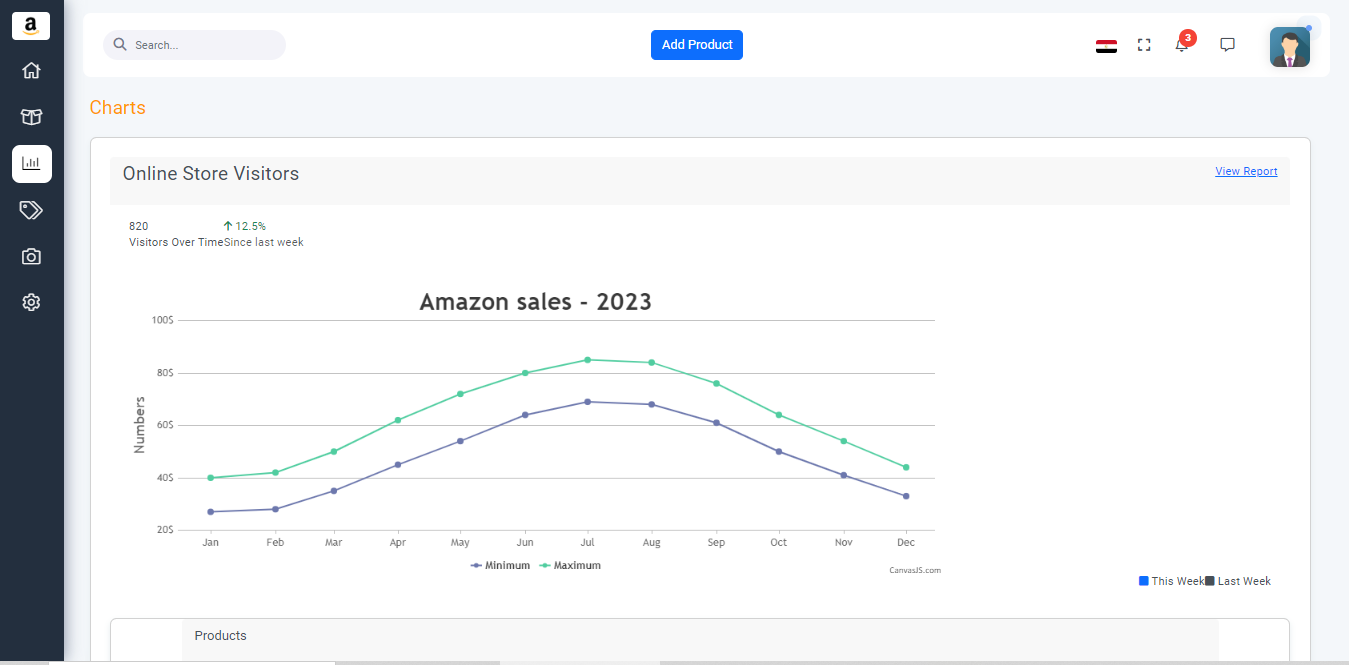 a
Search...
Add Product
3
Charts
Online Store Visitors
View Report
820
12.5%
Visitors Over TimeSince last week
Amazon sales - 2023
100$
80$
60$
40$
20$
Numbers
Jan Feb Mar Apr May Jun Jul Aug Sep Oct Nov Dec
Minimum Maximum
CanvasJS.com
This Week Last Week
Products